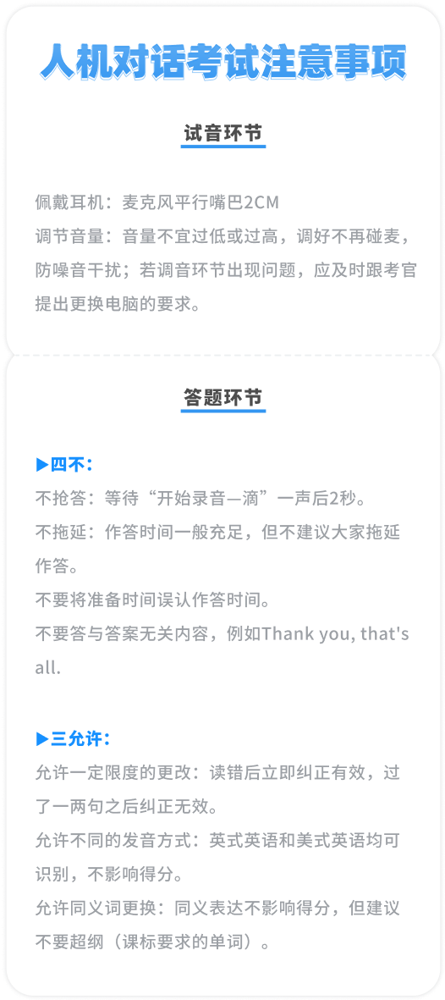 人机对话考试注意事项
试音环节
佩戴耳机：麦克风平行嘴巴2CM
调节音量：音量不宜过低或过高，调好不再碰麦，
防噪音干扰；若调音环节出现问题，应及时跟考官
提出更换电脑的要求。
答题环节
▶四不：
不抢答：等待“开始录音—滴”一声后2秒。
不拖延：作答时间一般充足，但不建议大家拖延
作答。
不要将准备时间误认作答时间。
不要答与答案无关内容，例如Thank you, that's
all.
▶三允许：
允许一定限度的更改：读错后立即纠正有效，过
了一两句之后纠正无效。
允许不同的发音方式：英式英语和美式英语均可
识别，不影响得分。
允许同义词更换：同义表达不影响得分，但建议
不要超纲（课标要求的单词）。